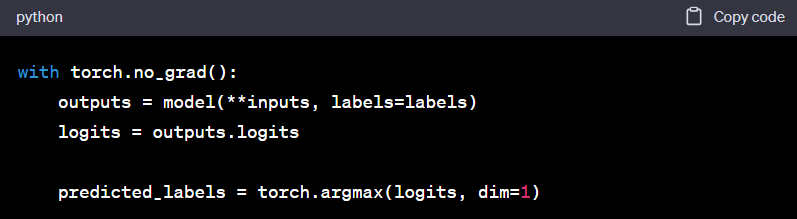 python
Copy code
with torch.no_grad():
    outputs = model(**inputs, labels=labels)
    logits = outputs.logits

    predicted_labels = torch.argmax(logits, dim=1)